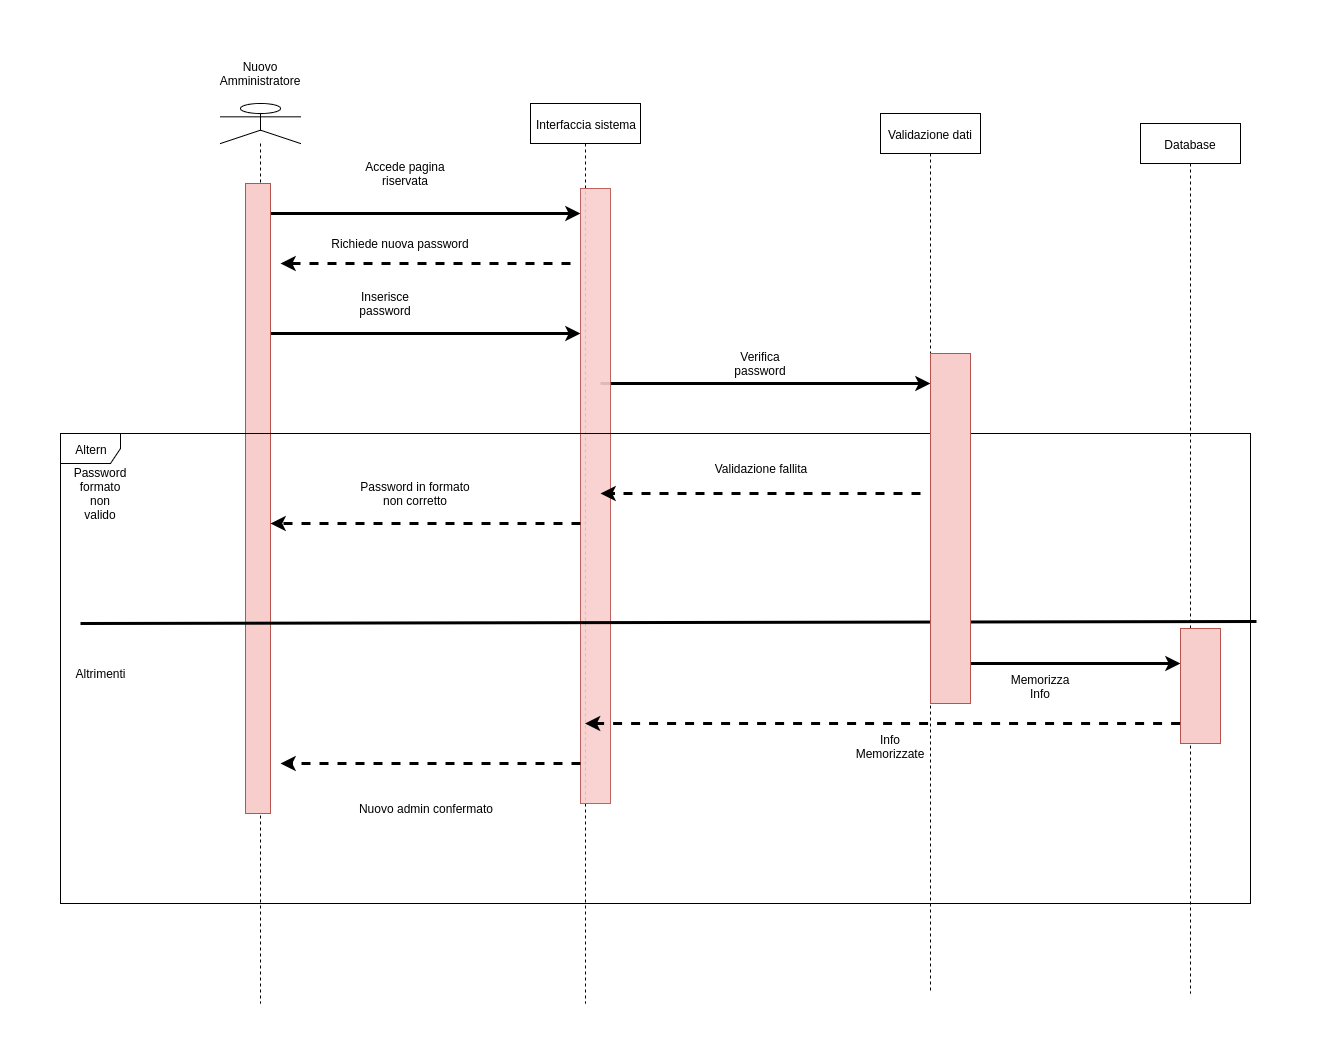 Nuovo
Amministratore
Interfaccia sistema
Validazione dati
Database
Accede pagina
riservata
Richiede nuova password
Inserisce
password
Verifica
password
Altern
Password
formato
non
valido
Validazione fallita
Password in formato
non corretto
Altrimenti
Memorizza
Info
Info
Memorizzate
Nuovo admin confermato